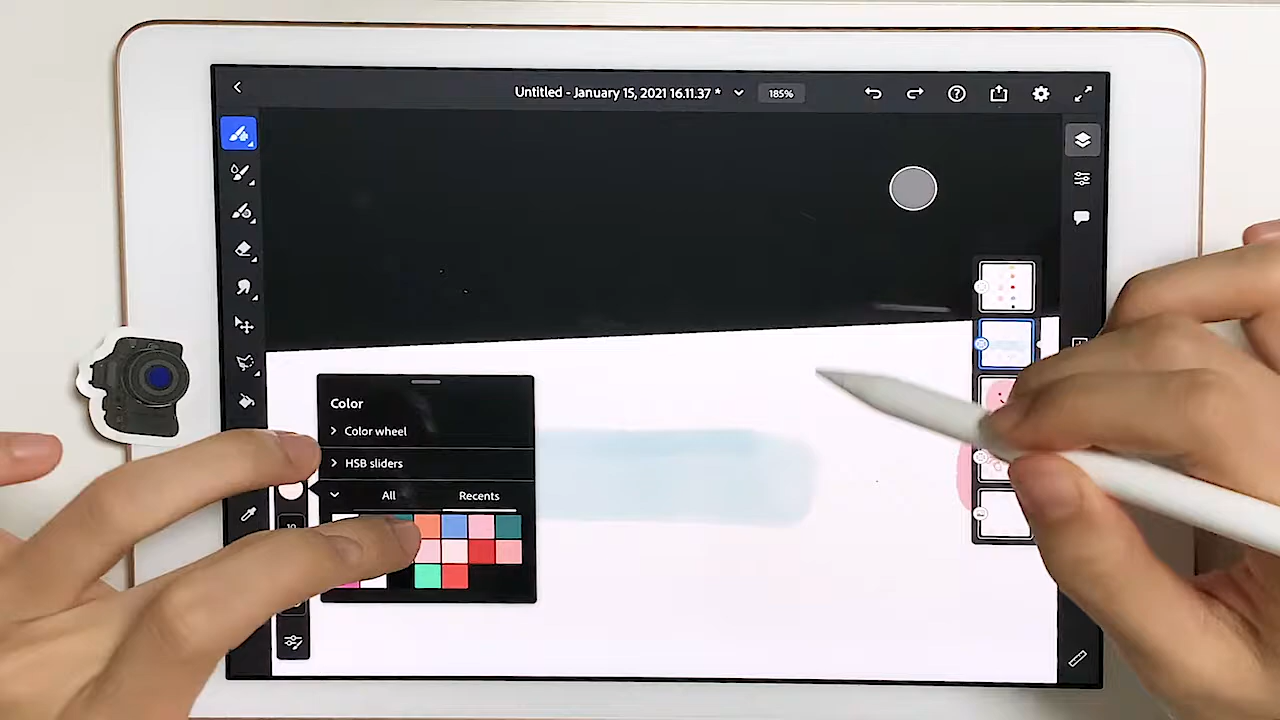 Untitled - January 15, 2021 16.11.37 *
185%
Color
Color wheel
HSB sliders
All
Recents